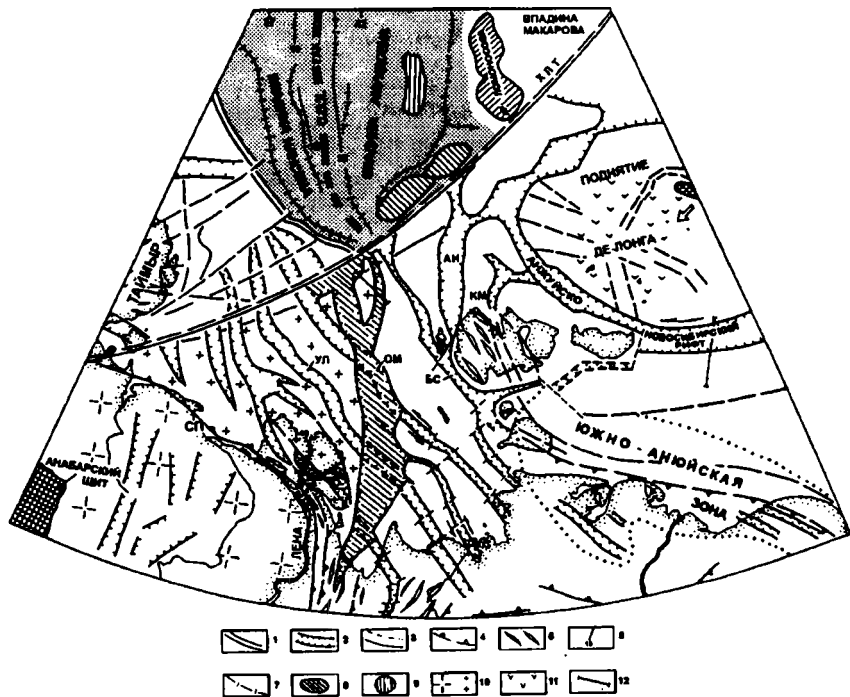 ВПАДИНА
МАКАРОВА
ХЛТ
ПОДНЯТИЕ
ДЕ-ЛОНГА
ТАЙМЫР
АН
КМ
АНЖУЙСКО
НОВОСИБИРСКИЙ
РИФТ
УЛ
ОМ
БС
СП
АНАБАРСКИЙ
ЩИТ
ЮЖНО АНЮЙСКАЯ
ЗОНА
ЛЕНА
1 2 3 4 5 6
7 8 9 10 11 12